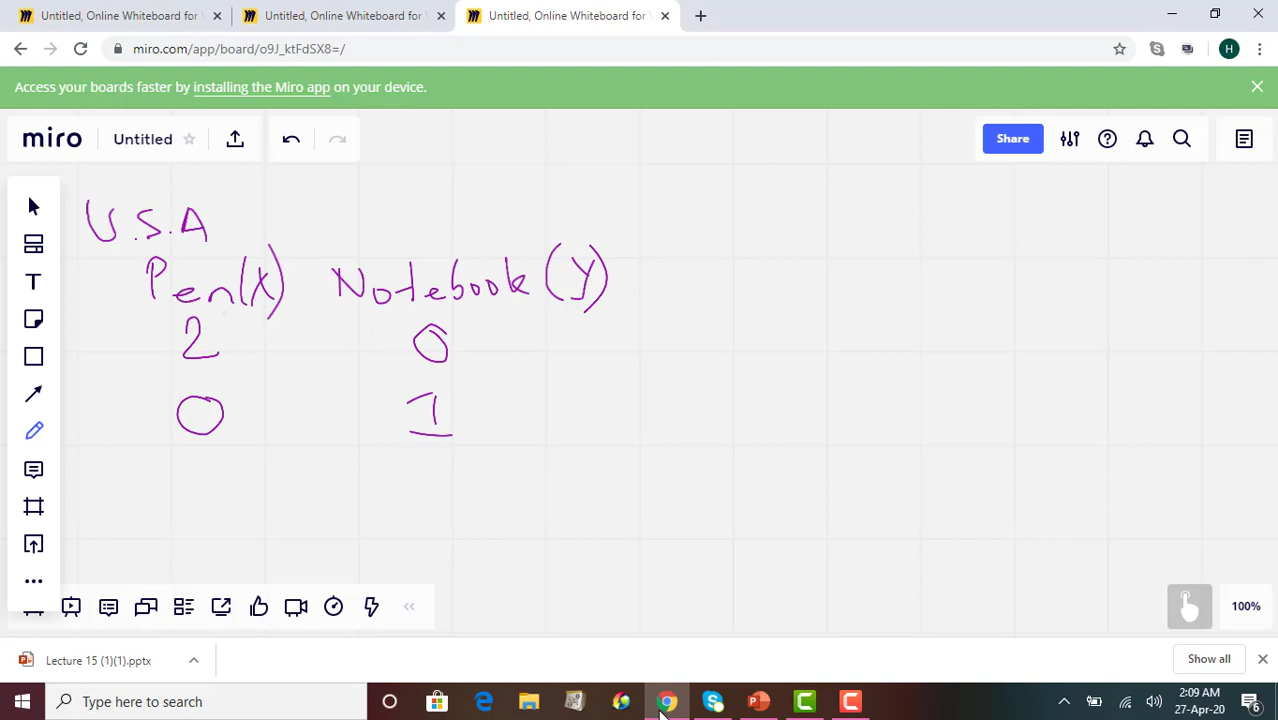 Untitled, Online Whiteboard for
Untitled, Online Whiteboard for
Untitled, Online Whiteboard for
miro.com/app/board/o9J_ktFdSX8=/
H
Access your boards faster by installing the Miro app on your device.
miro
Untitled
Share
U.S.A
Pen(X) Notebook(Y)
2 0
0 1
T
100%
Lecture 15 (1)(1).pptx
Show all
Type here to search
2:09 AM
27-Apr-20
6